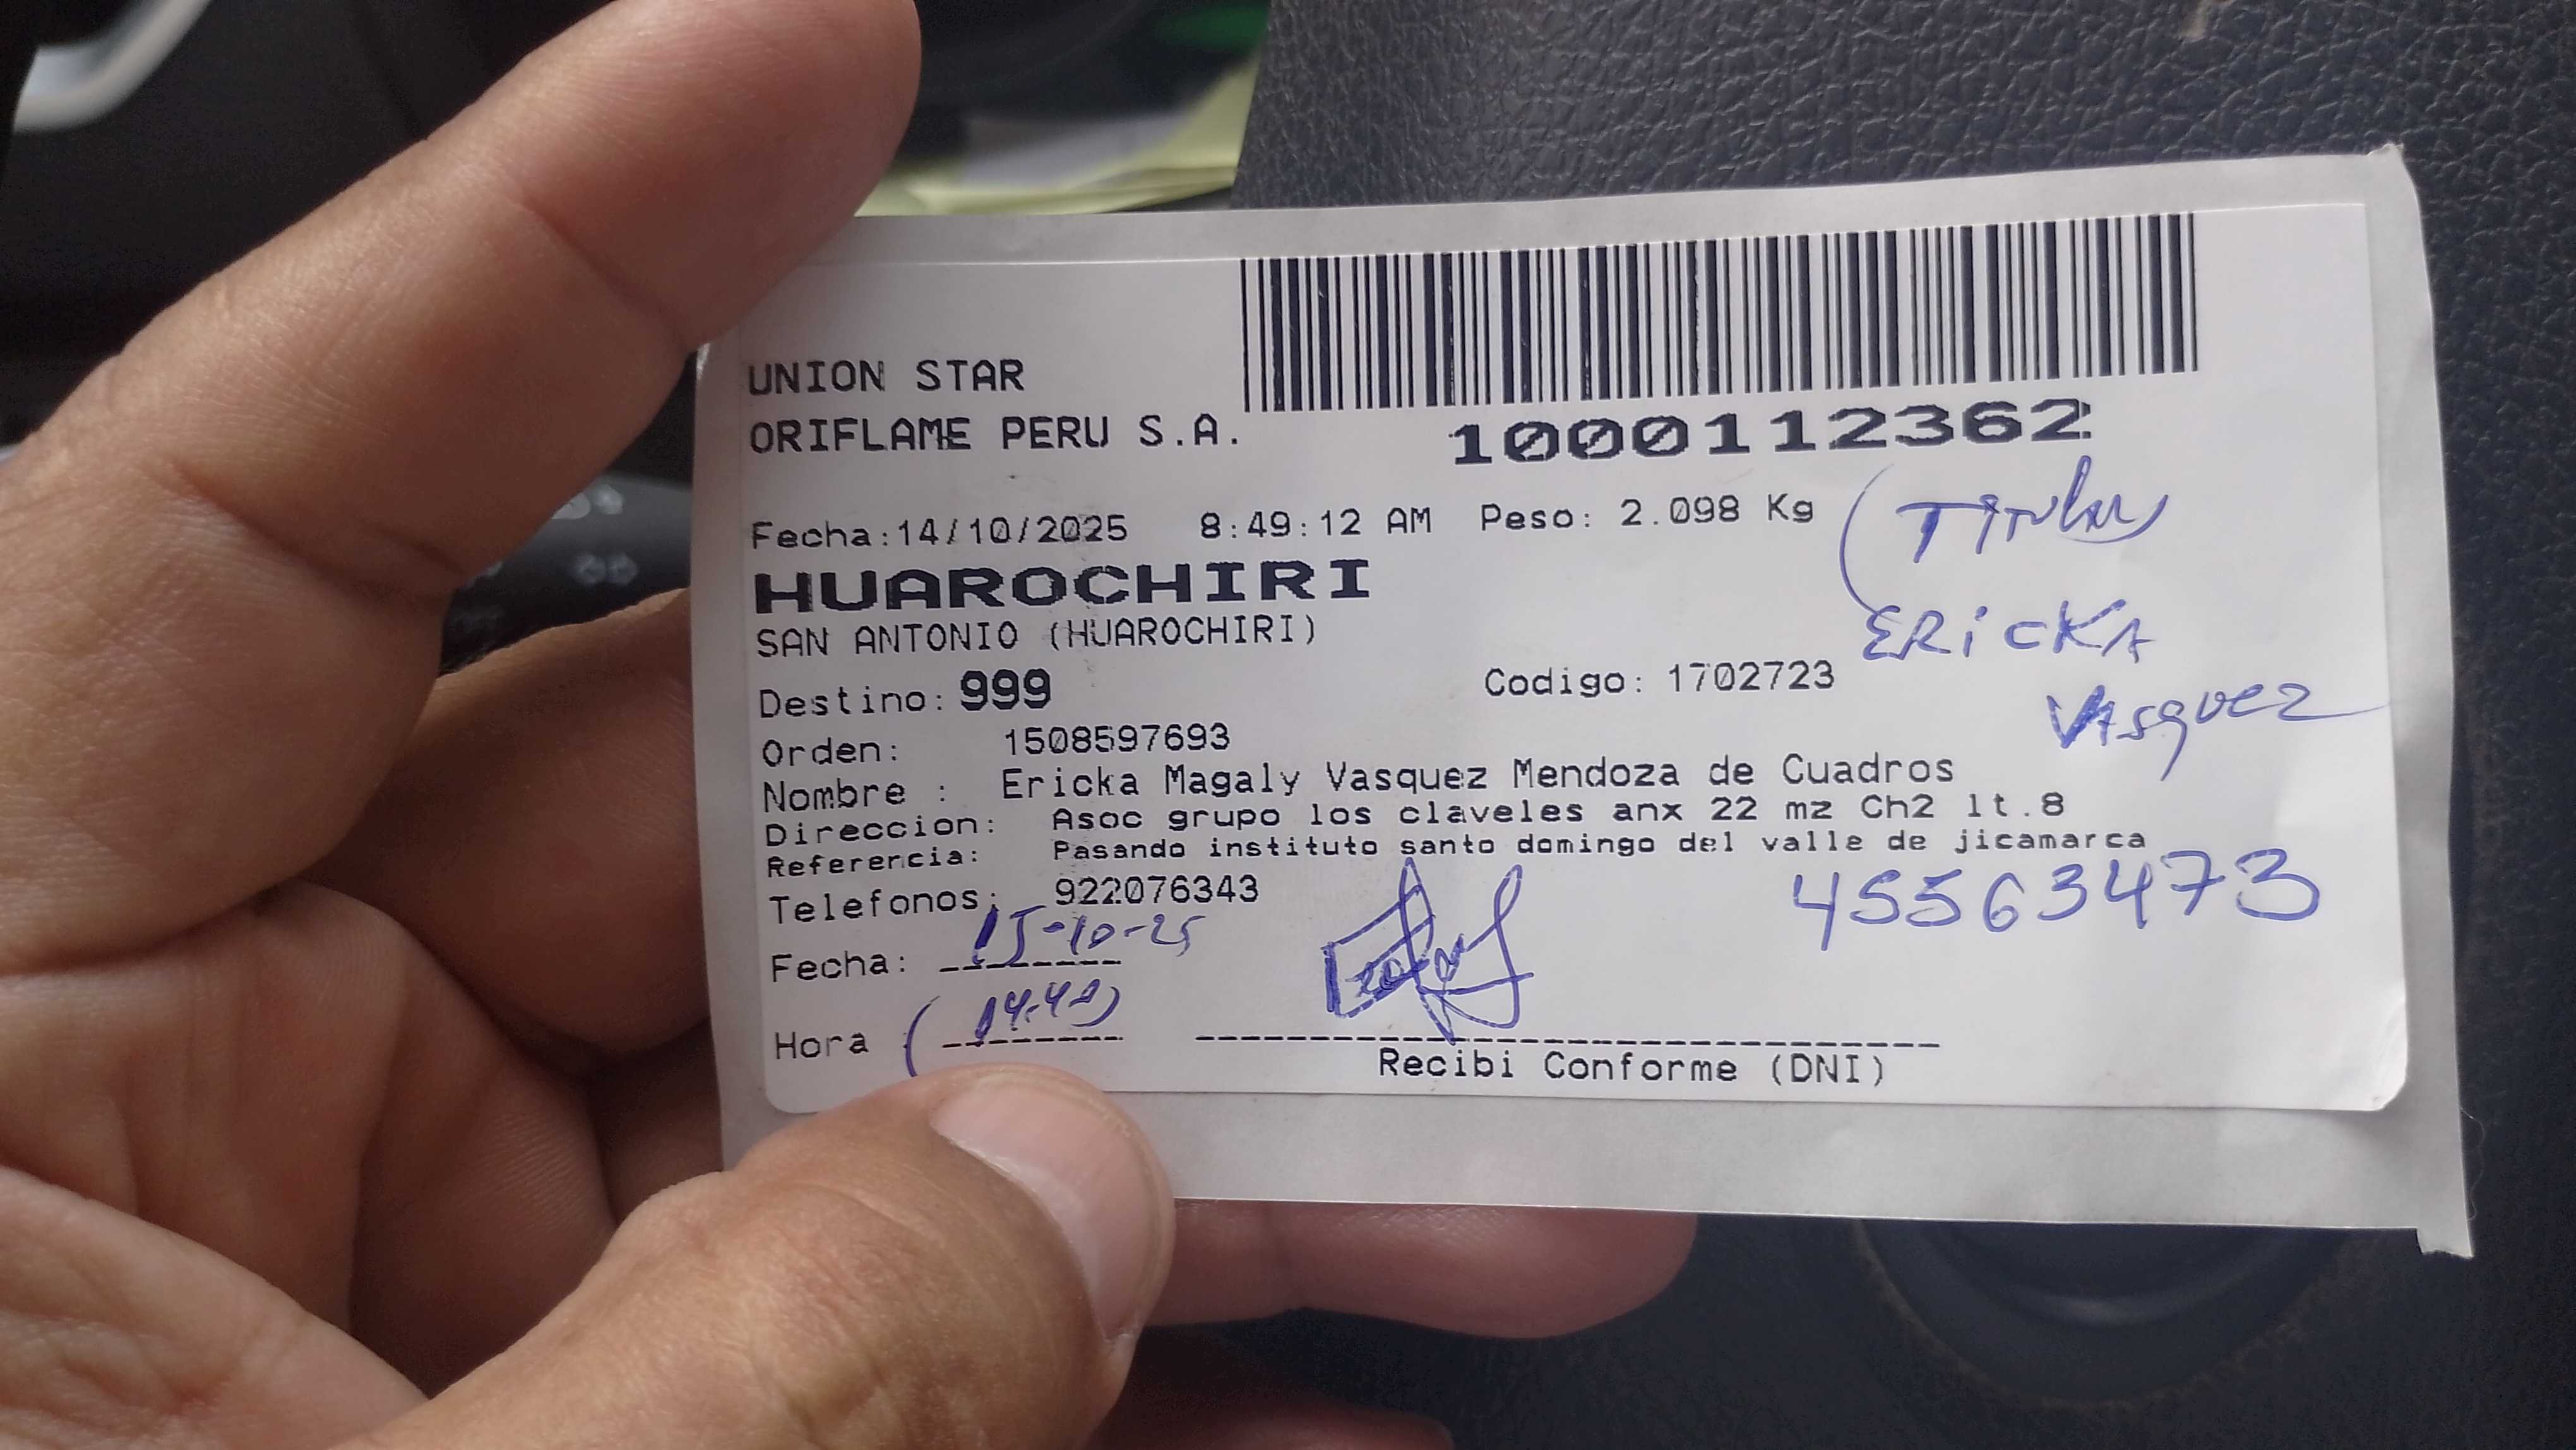 UNION STAR
ORIFLAME PERU S.A.
1000112362
Fecha:14/10/2025 8:49:12 AM Peso: 2.098 Kg
(Titular
HUAROCHIRI
SAN ANTONIO (HUAROCHIRI)
ERiCKA
Destino: 999 Codigo: 1702723
Vasquez
Orden: 1508597693
Nombre : Ericka Magaly Vasquez Mendoza de Cuadros
Direccion: Asoc grupo los claveles anx 22 mz Ch2 lt.8
Referencia: Pasando instituto santo domingo del valle de jicamarca
Telefonos: 922076343
45563473
Fecha: 15-10-25
Hora
Recibi Conforme (DNI)